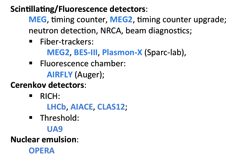 Scintillating/Fluorescence detectors:
MEG, timing counter, MEG2, timing counter upgrade;
neutron detection, NRCA, beam diagnostics;
▪ Fiber-trackers:
MEG2, BES-III, Plasmon-X (Sparc-lab),
▪ Fluorescence chamber:
AIRFLY (Auger);
Cerenkov detectors:
▪ RICH:
LHCb, AIACE, CLAS12;
▪ Threshold:
UA9
Nuclear emulsion:
OPERA